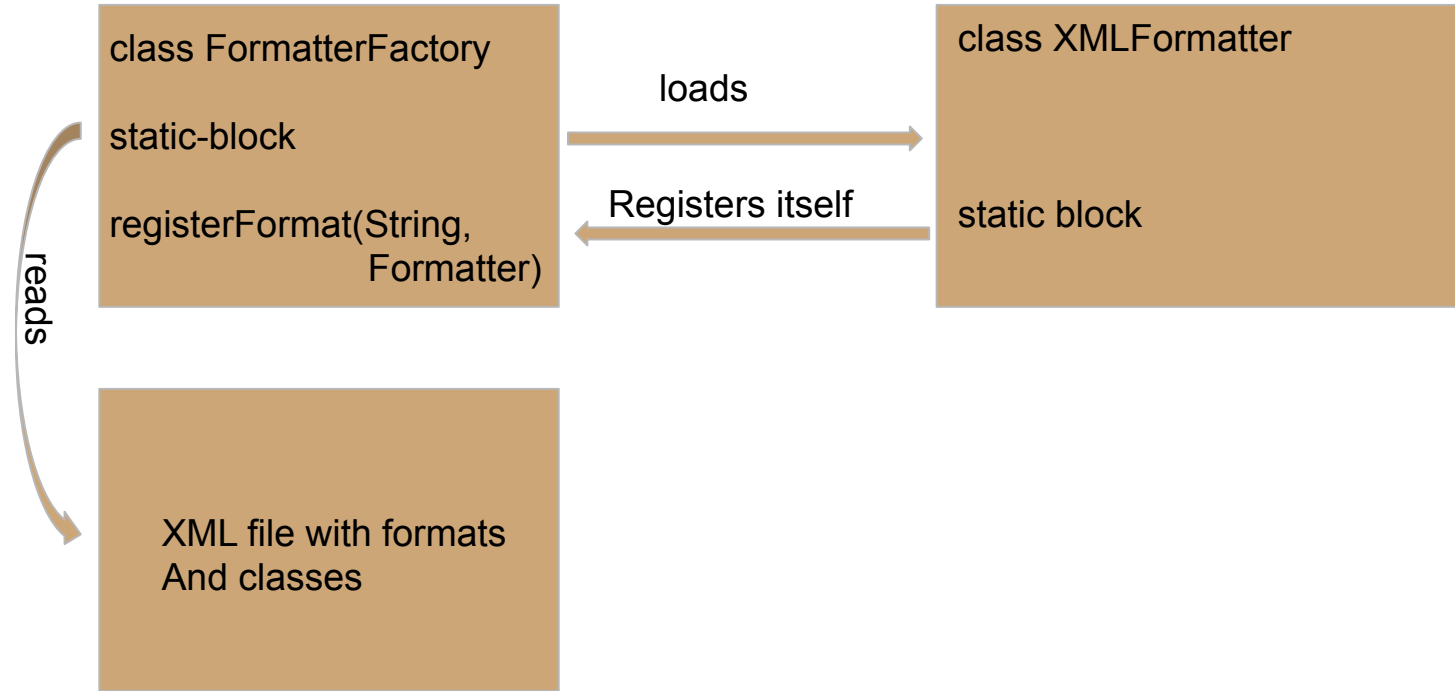 class FormatterFactory
static-block
registerFormat(String,
Formatter)
loads
Registers itself
class XMLFormatter
static block
reads
XML file with formats
And classes